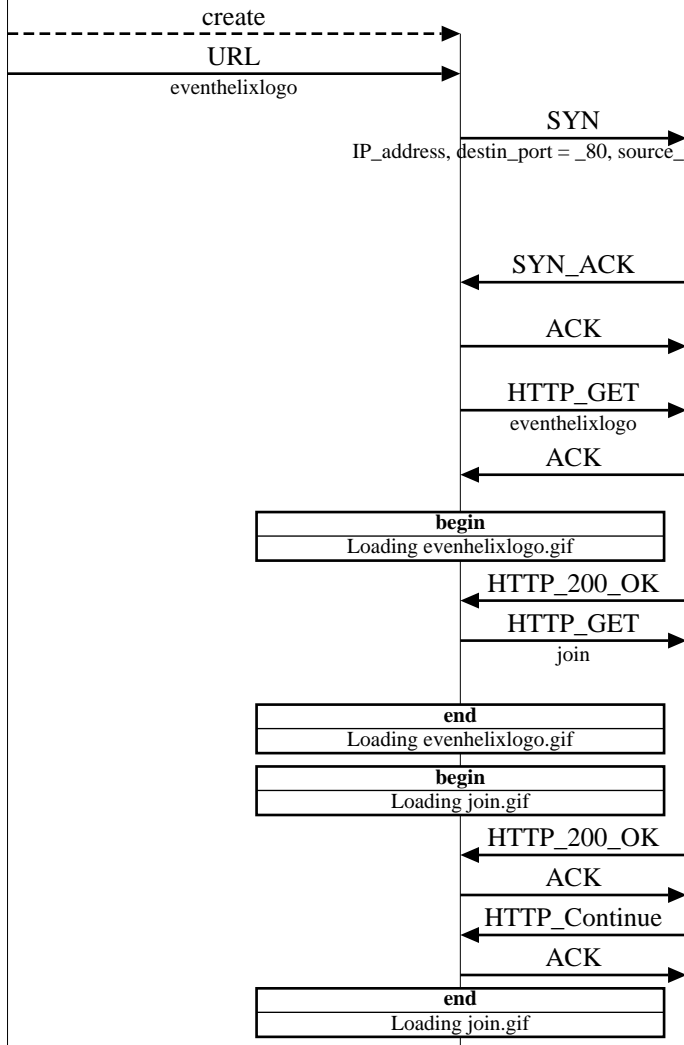 create
URL
eventhelixlogo
SYN
IP_address, destin_port = _80, source_
SYN_ACK
ACK
HTTP_GET
eventhelixlogo
ACK
begin
Loading evenhelixlogo.gif
HTTP_200_OK
HTTP_GET
join
end
Loading evenhelixlogo.gif
begin
Loading join.gif
HTTP_200_OK
ACK
HTTP_Continue
ACK
end
Loading join.gif